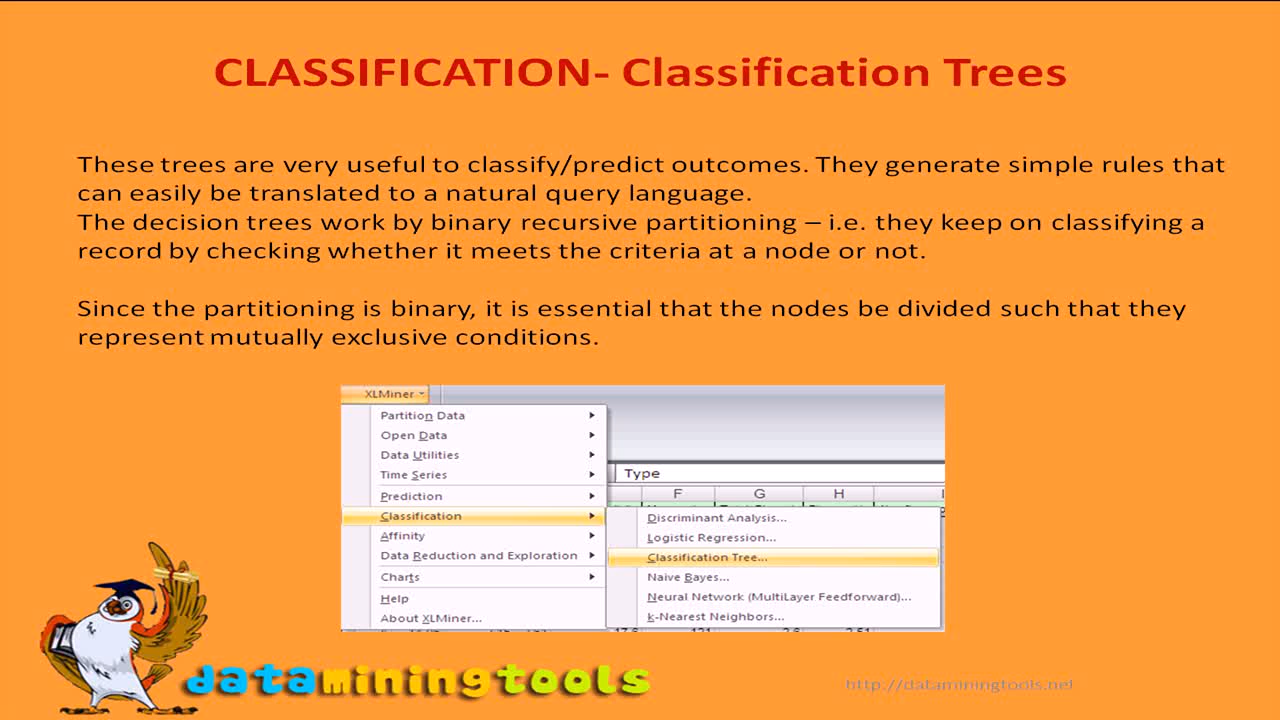 CLASSIFICATION- Classification Trees
These trees are very useful to classify/predict outcomes. They generate simple rules that
can easily be translated to a natural query language.
The decision trees work by binary recursive partitioning – i.e. they keep on classifying a
record by checking whether it meets the criteria at a node or not.
Since the partitioning is binary, it is essential that the nodes be divided such that they
represent mutually exclusive conditions.
XLMiner
Partition Data
Open Data
Data Utilities
Time Series
Prediction
Classification
Affinity
Data Reduction and Exploration
Charts
Help
About XLMiner...
Type
F G H
Discriminant Analysis...
Logistic Regression...
Classification Tree...
Naive Bayes...
Neural Network (MultiLayer Feedforward)...
k-Nearest Neighbors...
dataminingtools
http://dataminingtools.net